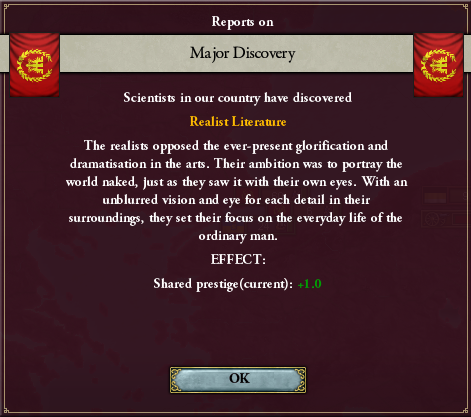 Reports on
Major Discovery
Scientists in our country have discovered
Realist Literature
The realists opposed the ever-present glorification and
dramatisation in the arts. Their ambition was to portray the
world naked, just as they saw it with their own eyes. With an
unblurred vision and eye for each detail in their
surroundings, they set their focus on the everyday life of the
ordinary man.
EFFECT:
Shared prestige(current): +1.0
OK